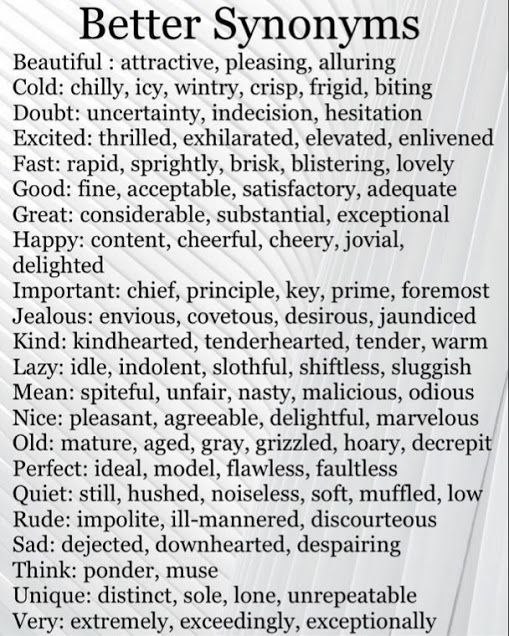 Better Synonyms
Beautiful : attractive, pleasing, alluring
Cold: chilly, icy, wintry, crisp, frigid, biting
Doubt: uncertainty, indecision, hesitation
Excited: thrilled, exhilarated, elevated, enlivened
Fast: rapid, sprightly, brisk, blistering, lovely
Good: fine, acceptable, satisfactory, adequate
Great: considerable, substantial, exceptional
Happy: content, cheerful, cheery, jovial,
delighted
Important: chief, principle, key, prime, foremost
Jealous: envious, covetous, desirous, jaundiced
Kind: kindhearted, tenderhearted, tender, warm
Lazy: idle, indolent, slothful, shiftless, sluggish
Mean: spiteful, unfair, nasty, malicious, odious
Nice: pleasant, agreeable, delightful, marvelous
Old: mature, aged, gray, grizzled, hoary, decrepit
Perfect: ideal, model, flawless, faultless
Quiet: still, hushed, noiseless, soft, muffled, low
Rude: impolite, ill-mannered, discourteous
Sad: dejected, downhearted, despairing
Think: ponder, muse
Unique: distinct, sole, lone, unrepeatable
Very: extremely, exceedingly, exceptionally